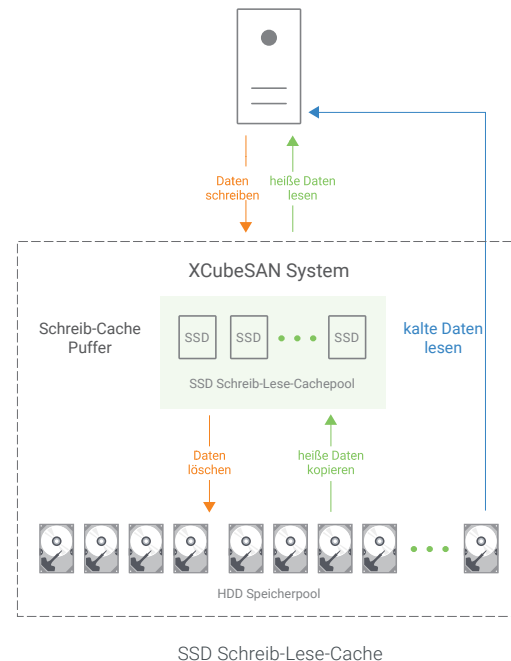 Daten
schreiben
heiße Daten
lesen
XCubeSAN System
Schreib-Cache
Puffer
SSD
SSD
SSD
SSD Schreib-Lese-Cachepool
kalte Daten
lesen
Daten
löschen
heiße Daten
kopieren
HDD Speicherpool
SSD Schreib-Lese-Cache